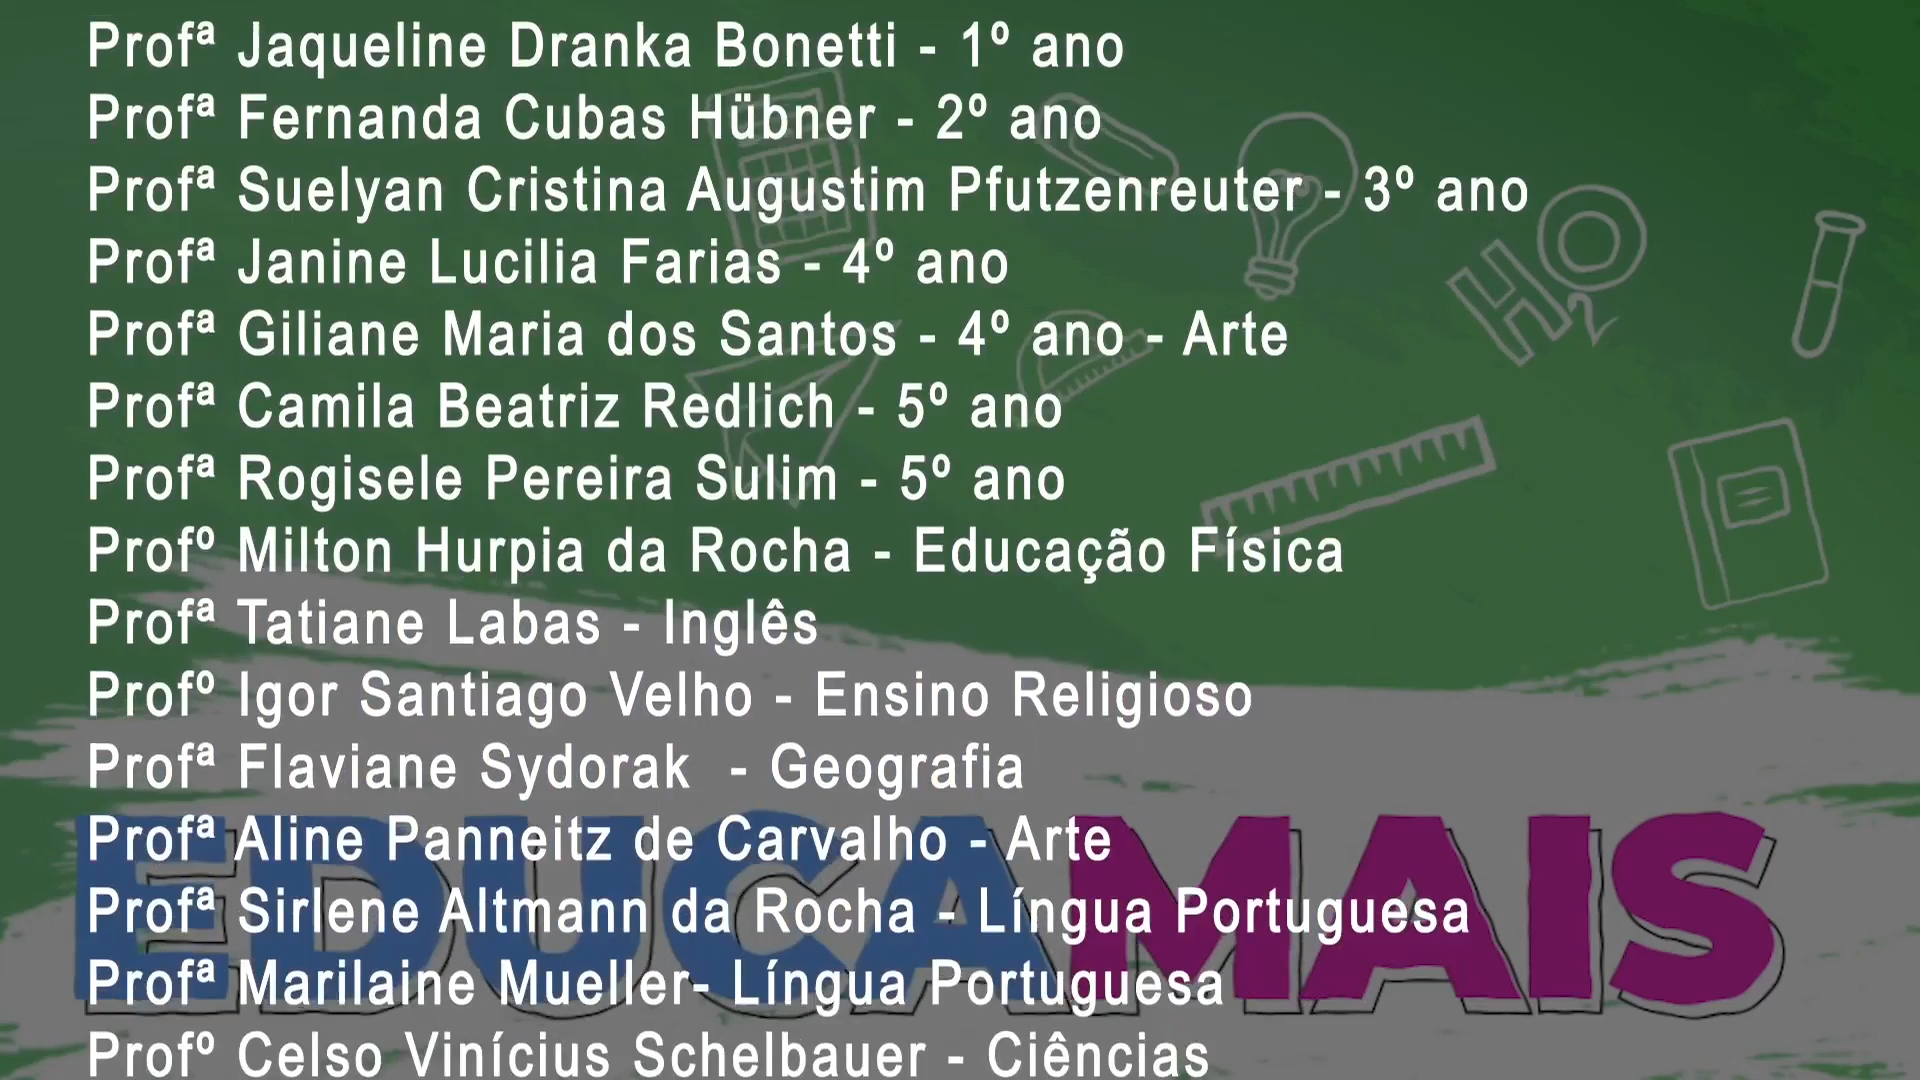 Profª Jaqueline Dranka Bonetti - 1º ano
Profª Fernanda Cubas Hübner - 2º ano
Profª Suelyan Cristina Augustim Pfutzenreuter - 3º ano
Profª Janine Lucilia Farias - 4º ano
Profª Giliane Maria dos Santos - 4º ano - Arte
Profª Camila Beatriz Redlich - 5º ano
Profª Rogisele Pereira Sulim - 5º ano
Profº Milton Hurpia da Rocha - Educação Física
Profª Tatiane Labas - Inglês
Profº Igor Santiago Velho - Ensino Religioso
Profª Flaviane Sydorak  - Geografia
Profª Aline Panneitz de Carvalho - Arte
Profª Sirlene Altmann da Rocha - Língua Portuguesa
Profª Marilaine Mueller- Língua Portuguesa
Profº Celso Vinícius Schelbauer - Ciências
H2O
EDUCAMAIS